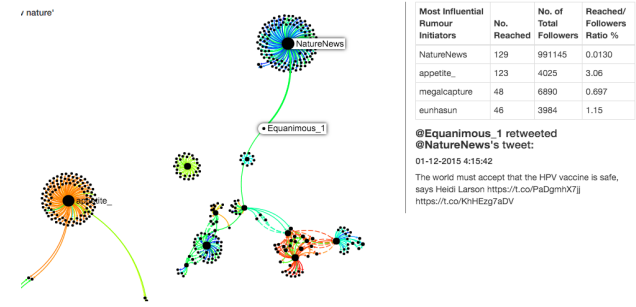 y nature'
NatureNews
Equanimous_1
appetite_
Most Influential Rumour Initiators No. Reached No. of Total Followers Reached/ Followers Ratio %
NatureNews 129 991145 0.0130
appetite_ 123 4025 3.06
megalcapture 48 6890 0.697
eunhasun 46 3984 1.15
@Equanimous_1 retweeted
@NatureNews's tweet:
01-12-2015 4:15:42
The world must accept that the HPV vaccine is safe,
says Heidi Larson https://t.co/PaDgmhX7jj
https://t.co/KhHEzg7aDV